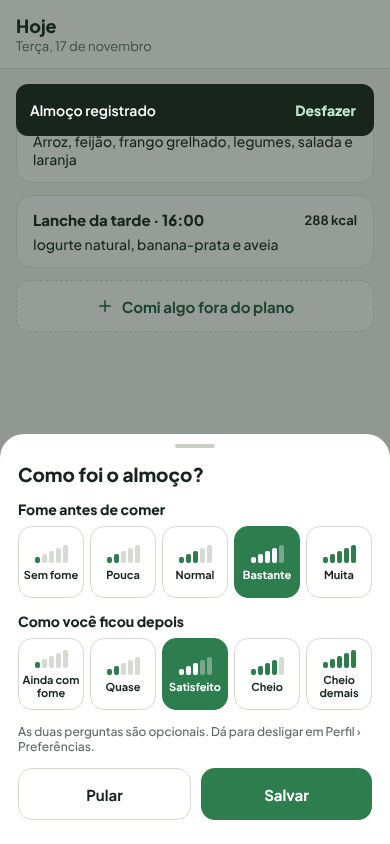 Hoje
Terça, 17 de novembro
Almoço registrado
Desfazer
Arroz, feijão, frango grelhado, legumes, salada e
laranja
Lanche da tarde · 16:00
288 kcal
Iogurte natural, banana-prata e aveia
+ Comi algo fora do plano
Como foi o almoço?
Fome antes de comer
Sem fome
Pouca
Normal
Bastante
Muita
Como você ficou depois
Ainda com
fome
Quase
Satisfeito
Cheio
Cheio
demais
As duas perguntas são opcionais. Dá para desligar em Perfil ›
Preferências.
Pular
Salvar